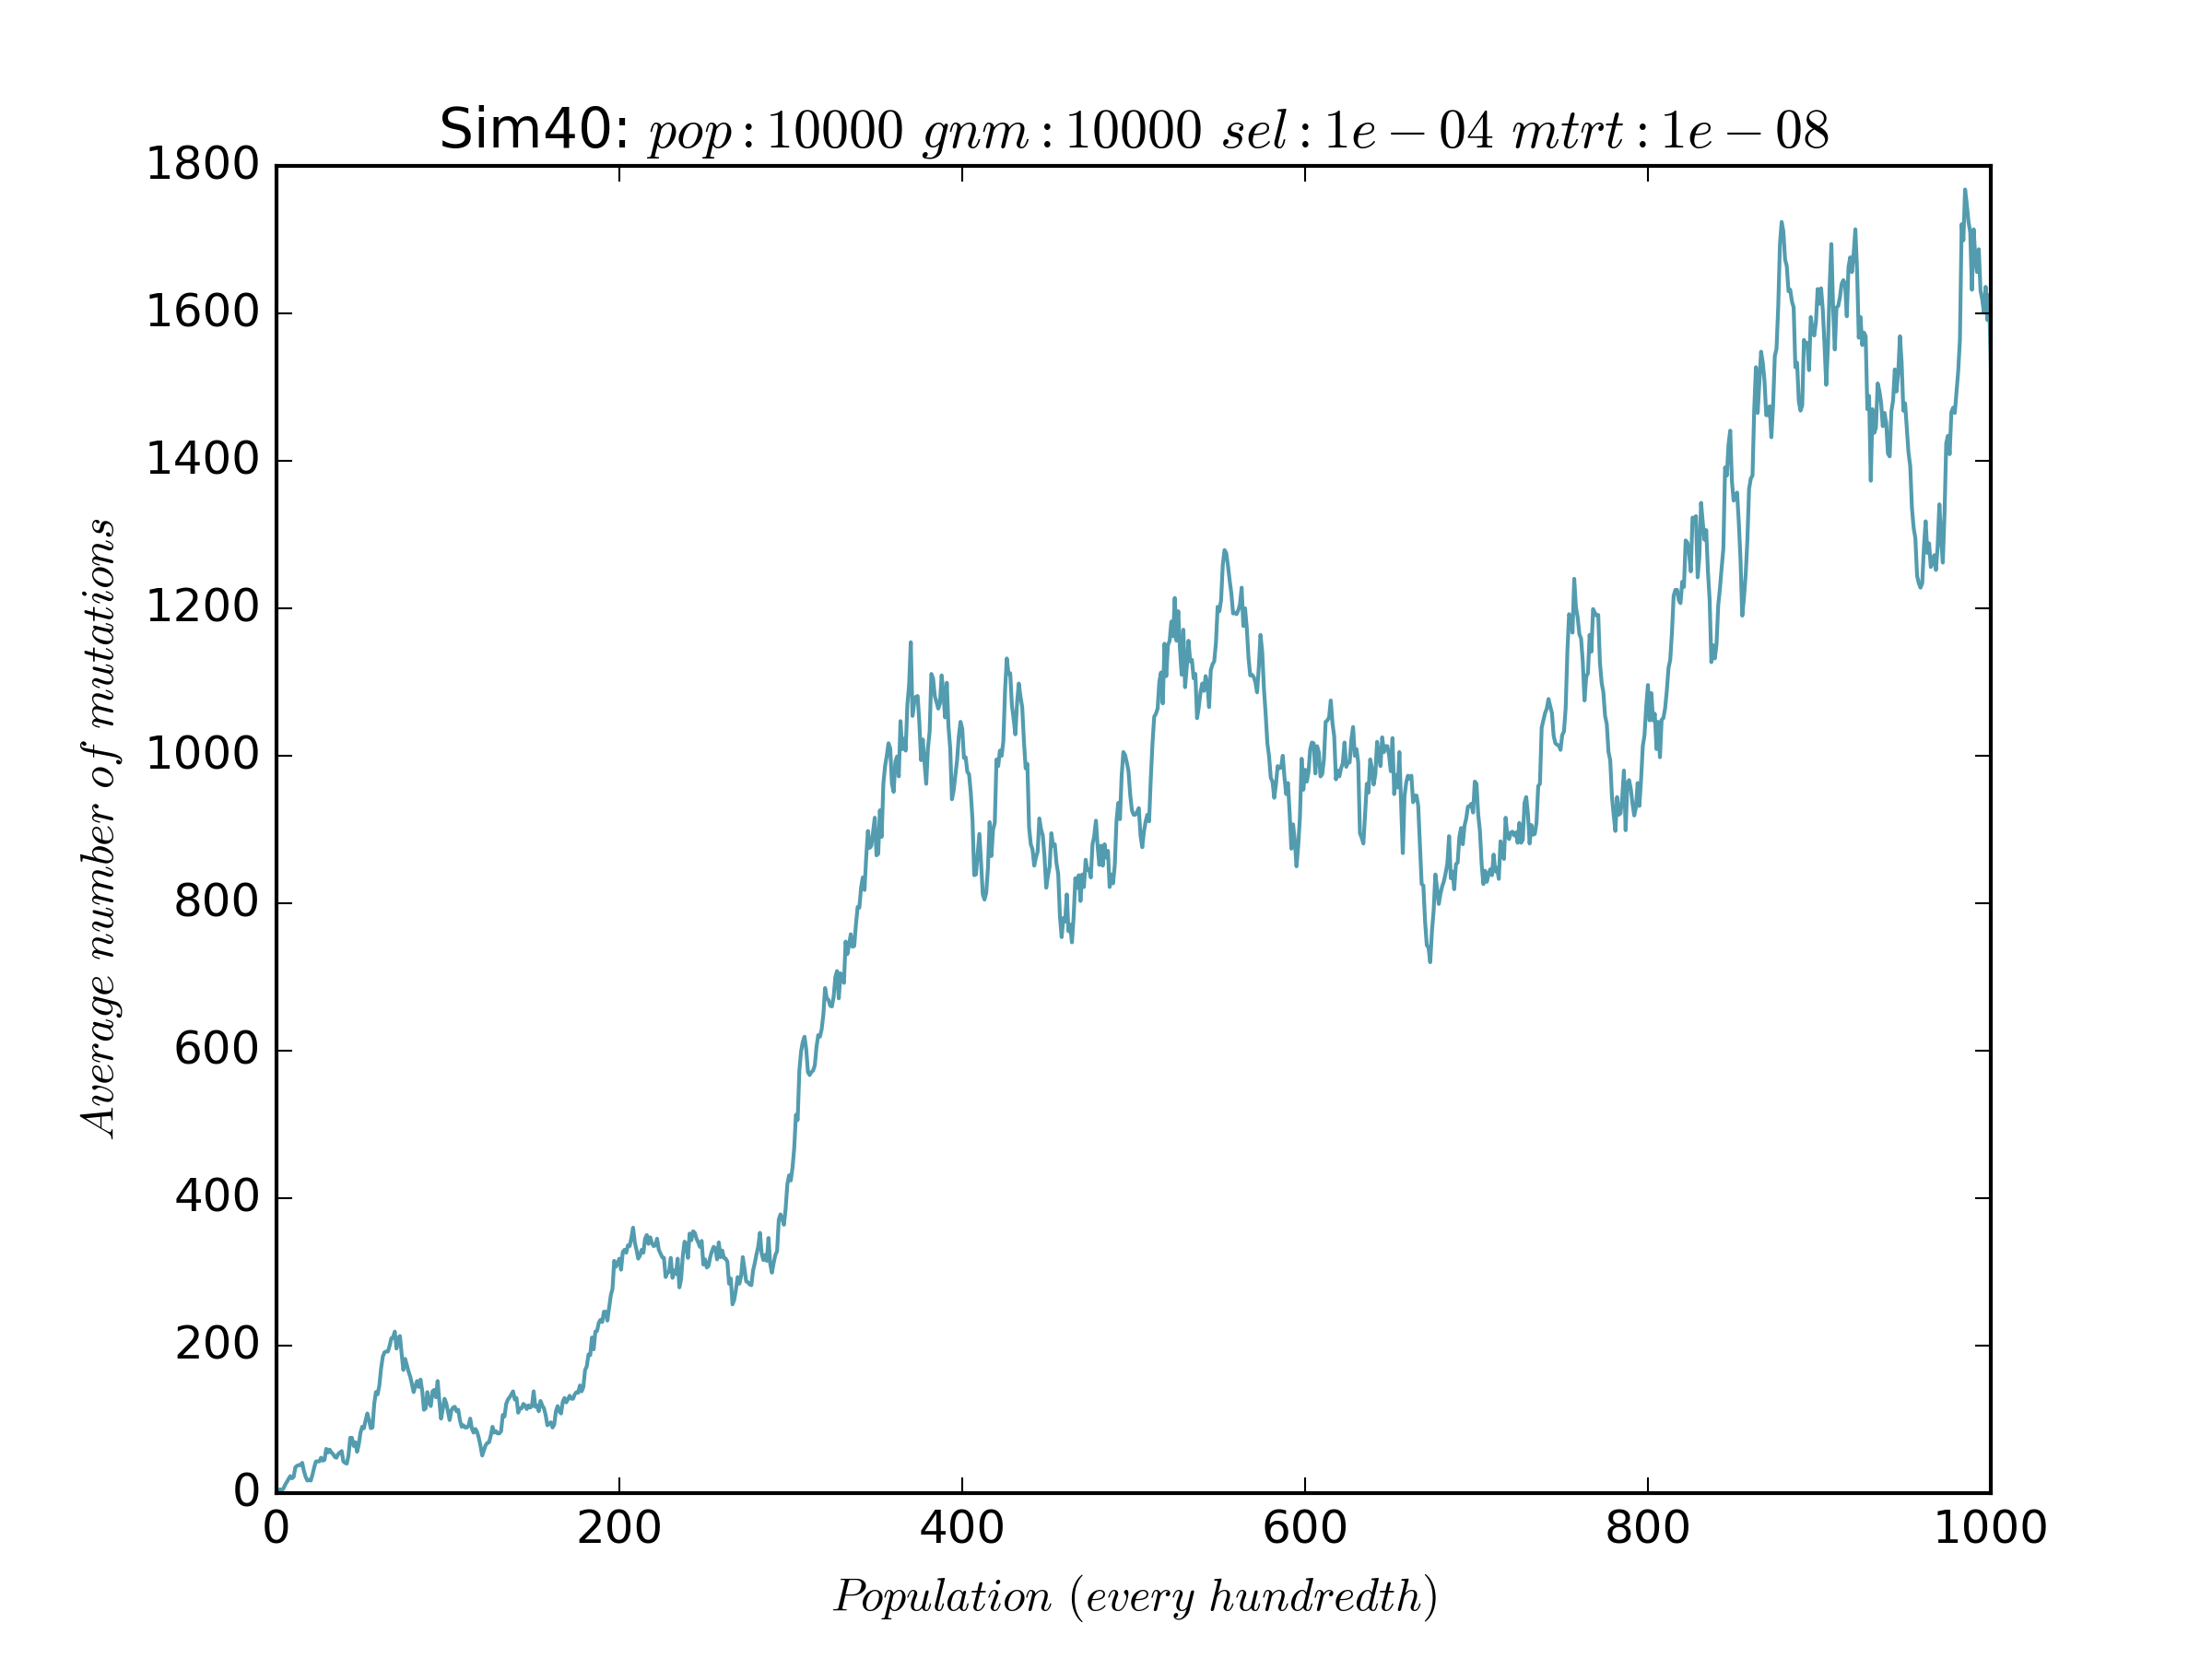 Sim40: pop : 10000 gnm : 10000 sel : 1e − 04 mtrt : 1e − 08
1800
1600
1400
1200
1000
800
600
400
200
0
Average number of mutations
0 200 400 600 800 1000
Population (every hundredth)